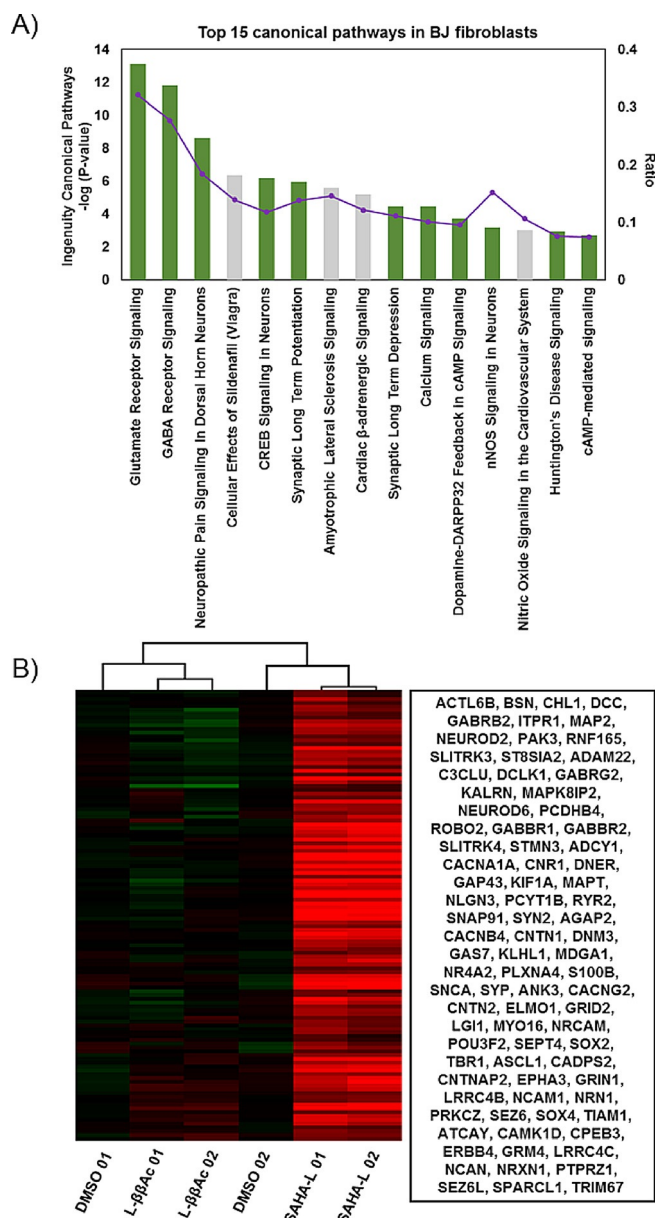 A)
Top 15 canonical pathways in BJ fibroblasts
Ingenuity Canonical Pathways
-log (P-value)
14
12
10
8
6
4
2
0
0.4
0.3
0.2
0.1
0
Ratio
Glutamate Receptor Signaling
GABA Receptor Signaling
Neuropathic Pain Signaling In Dorsal Horn Neurons
Cellular Effects of Sildenafil (Viagra)
CREB Signaling in Neurons
Synaptic Long Term Potentiation
Amyotrophic Lateral Sclerosis Signaling
Cardiac β-adrenergic Signaling
Synaptic Long Term Depression
Calcium Signaling
Dopamine-DARPP32 Feedback in cAMP Signaling
nNOS Signaling in Neurons
Nitric Oxide Signaling in the Cardiovascular System
Huntington's Disease Signaling
cAMP-mediated signaling
B)
DMSO 01
L-ββAc 01
L-ββAc 02
DMSO 02
SAHA-L 01
SAHA-L 02
ACTL6B, BSN, CHL1, DCC,
GABRB2, ITPR1, MAP2,
NEUROD2, PAK3, RNF165,
SLITRK3, ST8SIA2, ADAM22,
C3CLU, DCLK1, GABRG2,
KALRN, MAPK8IP2,
NEUROD6, PCDHB4,
ROBO2, GABBR1, GABBR2,
SLITRK4, STMN3, ADCY1,
CACNA1A, CNR1, DNER,
GAP43, KIF1A, MAPT,
NLGN3, PCYT1B, RYR2,
SNAP91, SYN2, AGAP2,
CACNB4, CNTN1, DNM3,
GAS7, KLHL1, MDGA1,
NR4A2, PLXNA4, S100B,
SNCA, SYP, ANK3, CACNG2,
CNTN2, ELMO1, GRID2,
LGI1, MYO16, NRCAM,
POU3F2, SEPT4, SOX2,
TBR1, ASCL1, CADPS2,
CNTNAP2, EPHA3, GRIN1,
LRRC4B, NCAM1, NRN1,
PRKCZ, SEZ6, SOX4, TIAM1,
ATCAY, CAMK1D, CPEB3,
ERBB4, GRM4, LRRC4C,
NCAN, NRXN1, PTPRZ1,
SEZ6L, SPARCL1, TRIM67